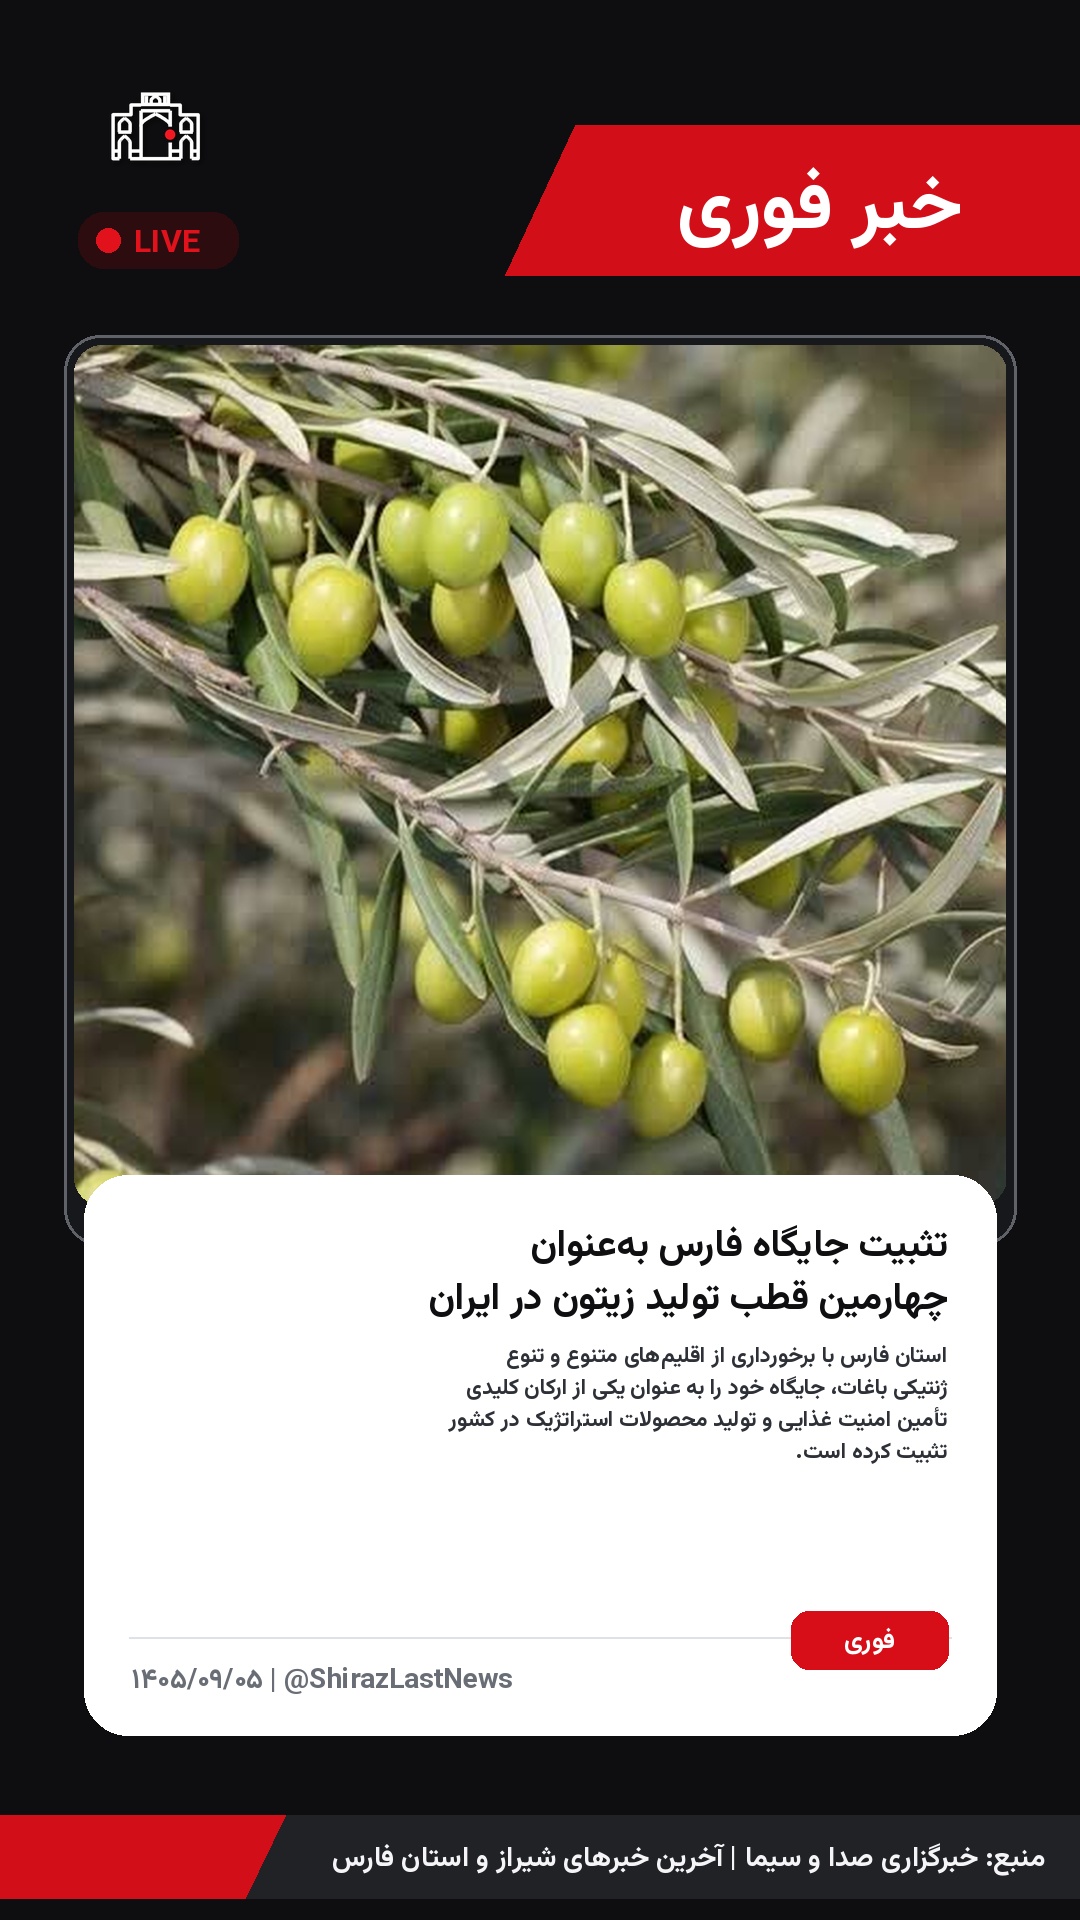 خبر فوری
LIVE
تثبیت جایگاه فارس به‌عنوان
چهارمین قطب تولید زیتون در ایران
استان فارس با برخورداری از اقلیم‌های متنوع و تنوع
ژنتیکی باغات، جایگاه خود را به عنوان یکی از ارکان کلیدی
تأمین امنیت غذایی و تولید محصولات استراتژیک در کشور
تثبیت کرده است.
فوری
۱۴۰۵/۰۹/۰۵ | @ShirazLastNews
منبع: خبرگزاری صدا و سیما | آخرین خبرهای شیراز و استان فارس